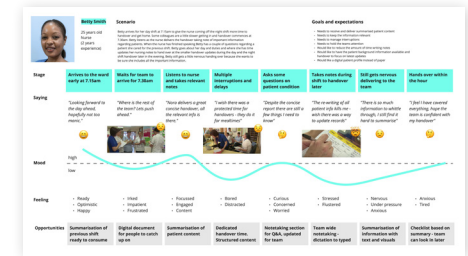 Betty Smith
25 years old
Nurse
(2 years
experience)
Scenario
Goals and expectations
Stage
Arrives to the ward
early at 7.15am
Waits for team to
arrive for 7.30am
Listens to nurse
and takes relevant
notes
Multiple
interruptions and
delays
Asks some
questions on
patient condition
Takes notes during
shift to handover
later
Still gets nervous
delivering to the
team
Hands over within
the hour
Saying
"Looking forward to
the day ahead,
hopefully not too
manic."
"Where is the rest of
the team? Lets push
ahead."
"Nora delivers a great
concise handover, all
the relevant info is
there."
"I wish there was a
protected time for
handovers - they do it
for mealtimes"
"Despite the concise
report there are still a
few things I need to
know"
"The re-writing of all
patient info kills me -
wish there was a way
to update records"
"There is so much
information to whittle
through, I still find it
hard to summarise"
"I feel I have covered
everything, hope the
team is confident with
my handover"
Mood
high
low
Feeling
Ready
Optimistic
Happy
Irked
Impatient
Frustrated
Focussed
Engaged
Content
Bored
Distracted
Curious
Concerned
Worried
Stressed
Flustered
Nervous
Under pressure
Anxious
Anxious
Tired
Opportunities
Summarisation of
previous shift
ready to consume
Digital document
for people to catch
up on
Summarisation of
patient content
Dedicated
handover time.
Structured content
Notetaking section
for Q&A, updated
for team
Team wide
notetaking -
dictation to typed
Summarisation of
information with
text and visuals
Checklist based on
summary - team
can look in later